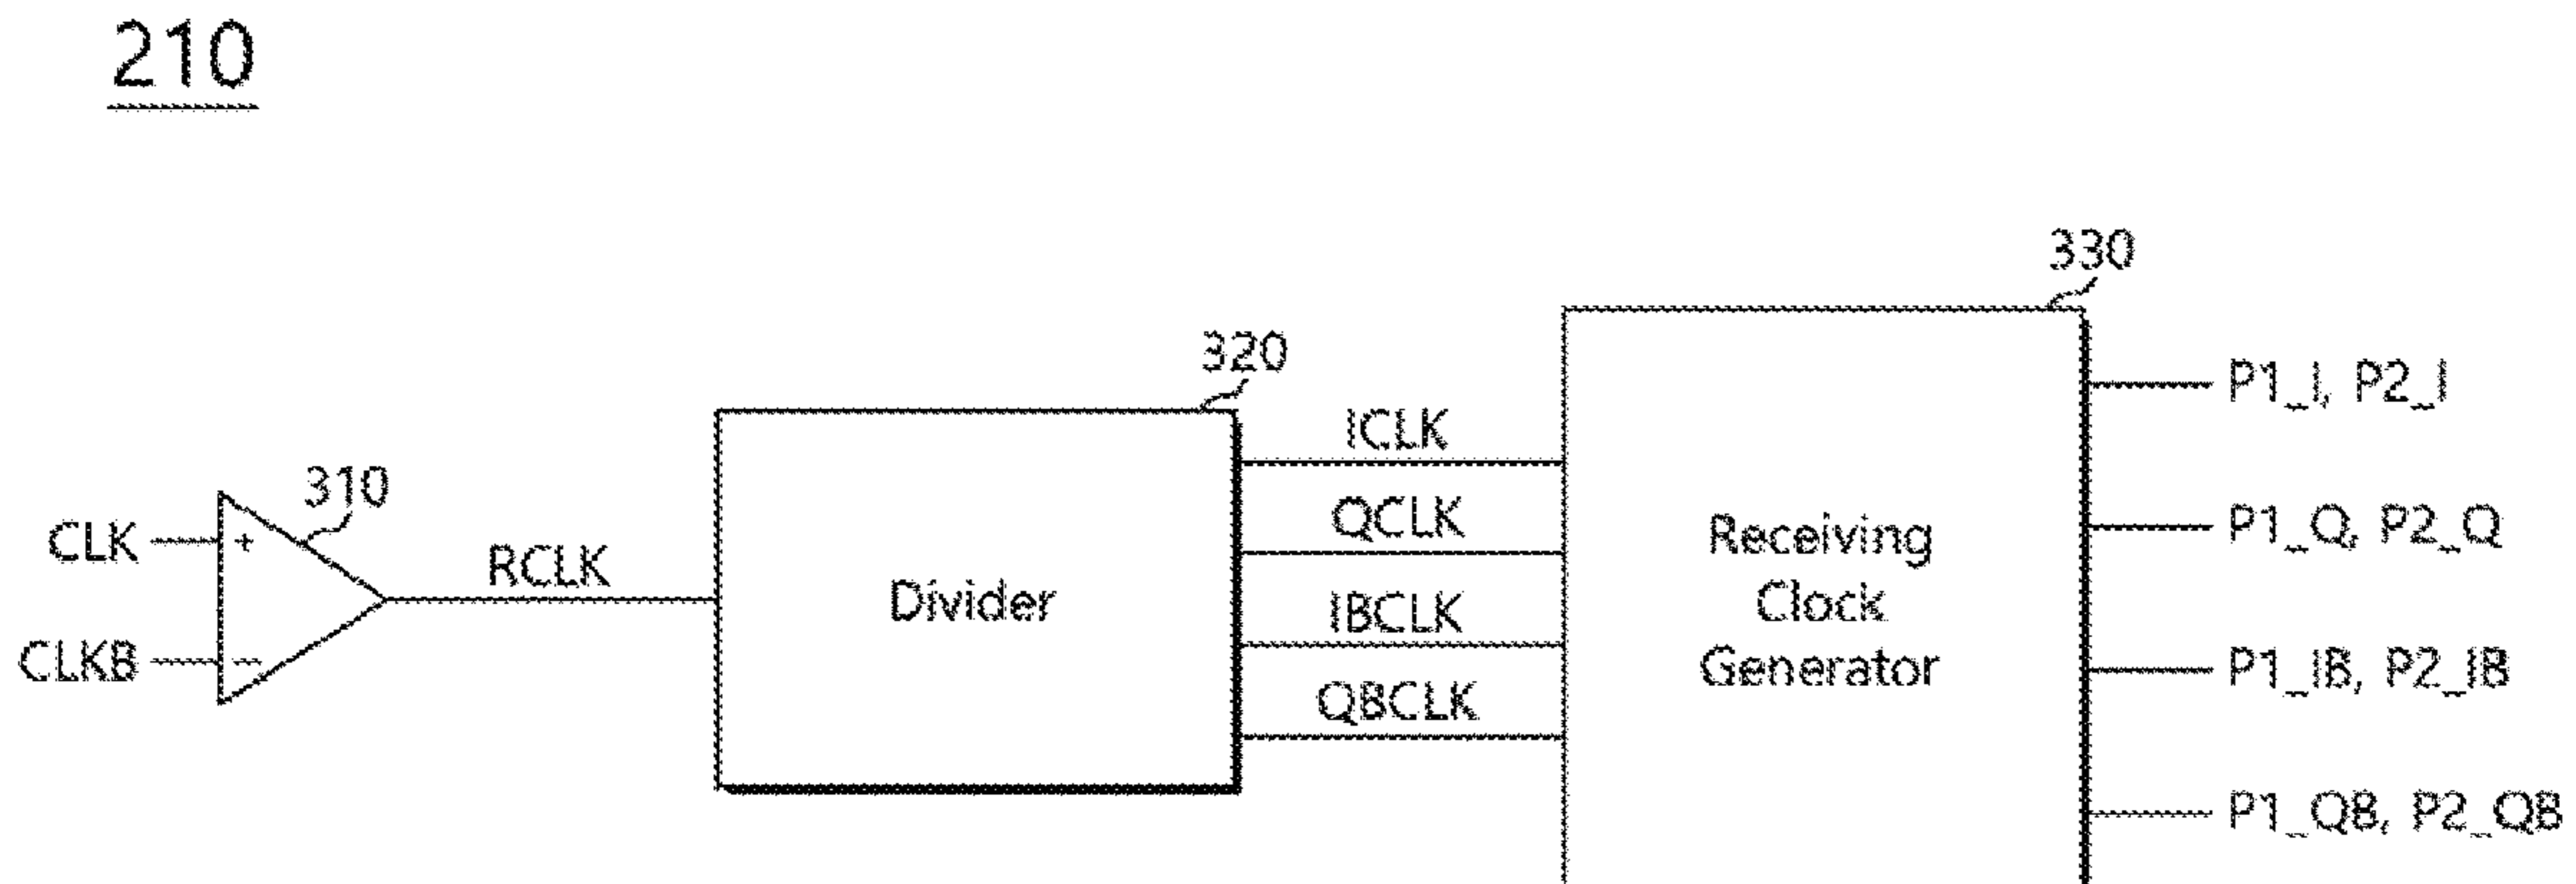 210
330
320
P1_I, P2_I
ICLK
310
QCLK
CLK
+
RCLK
P1_Q, P2_Q
Receiving
Clock
Generator
Divider
IBCLK
CLKB
−
P1_IB, P2_IB
QBCLK
P1_QB, P2_QB